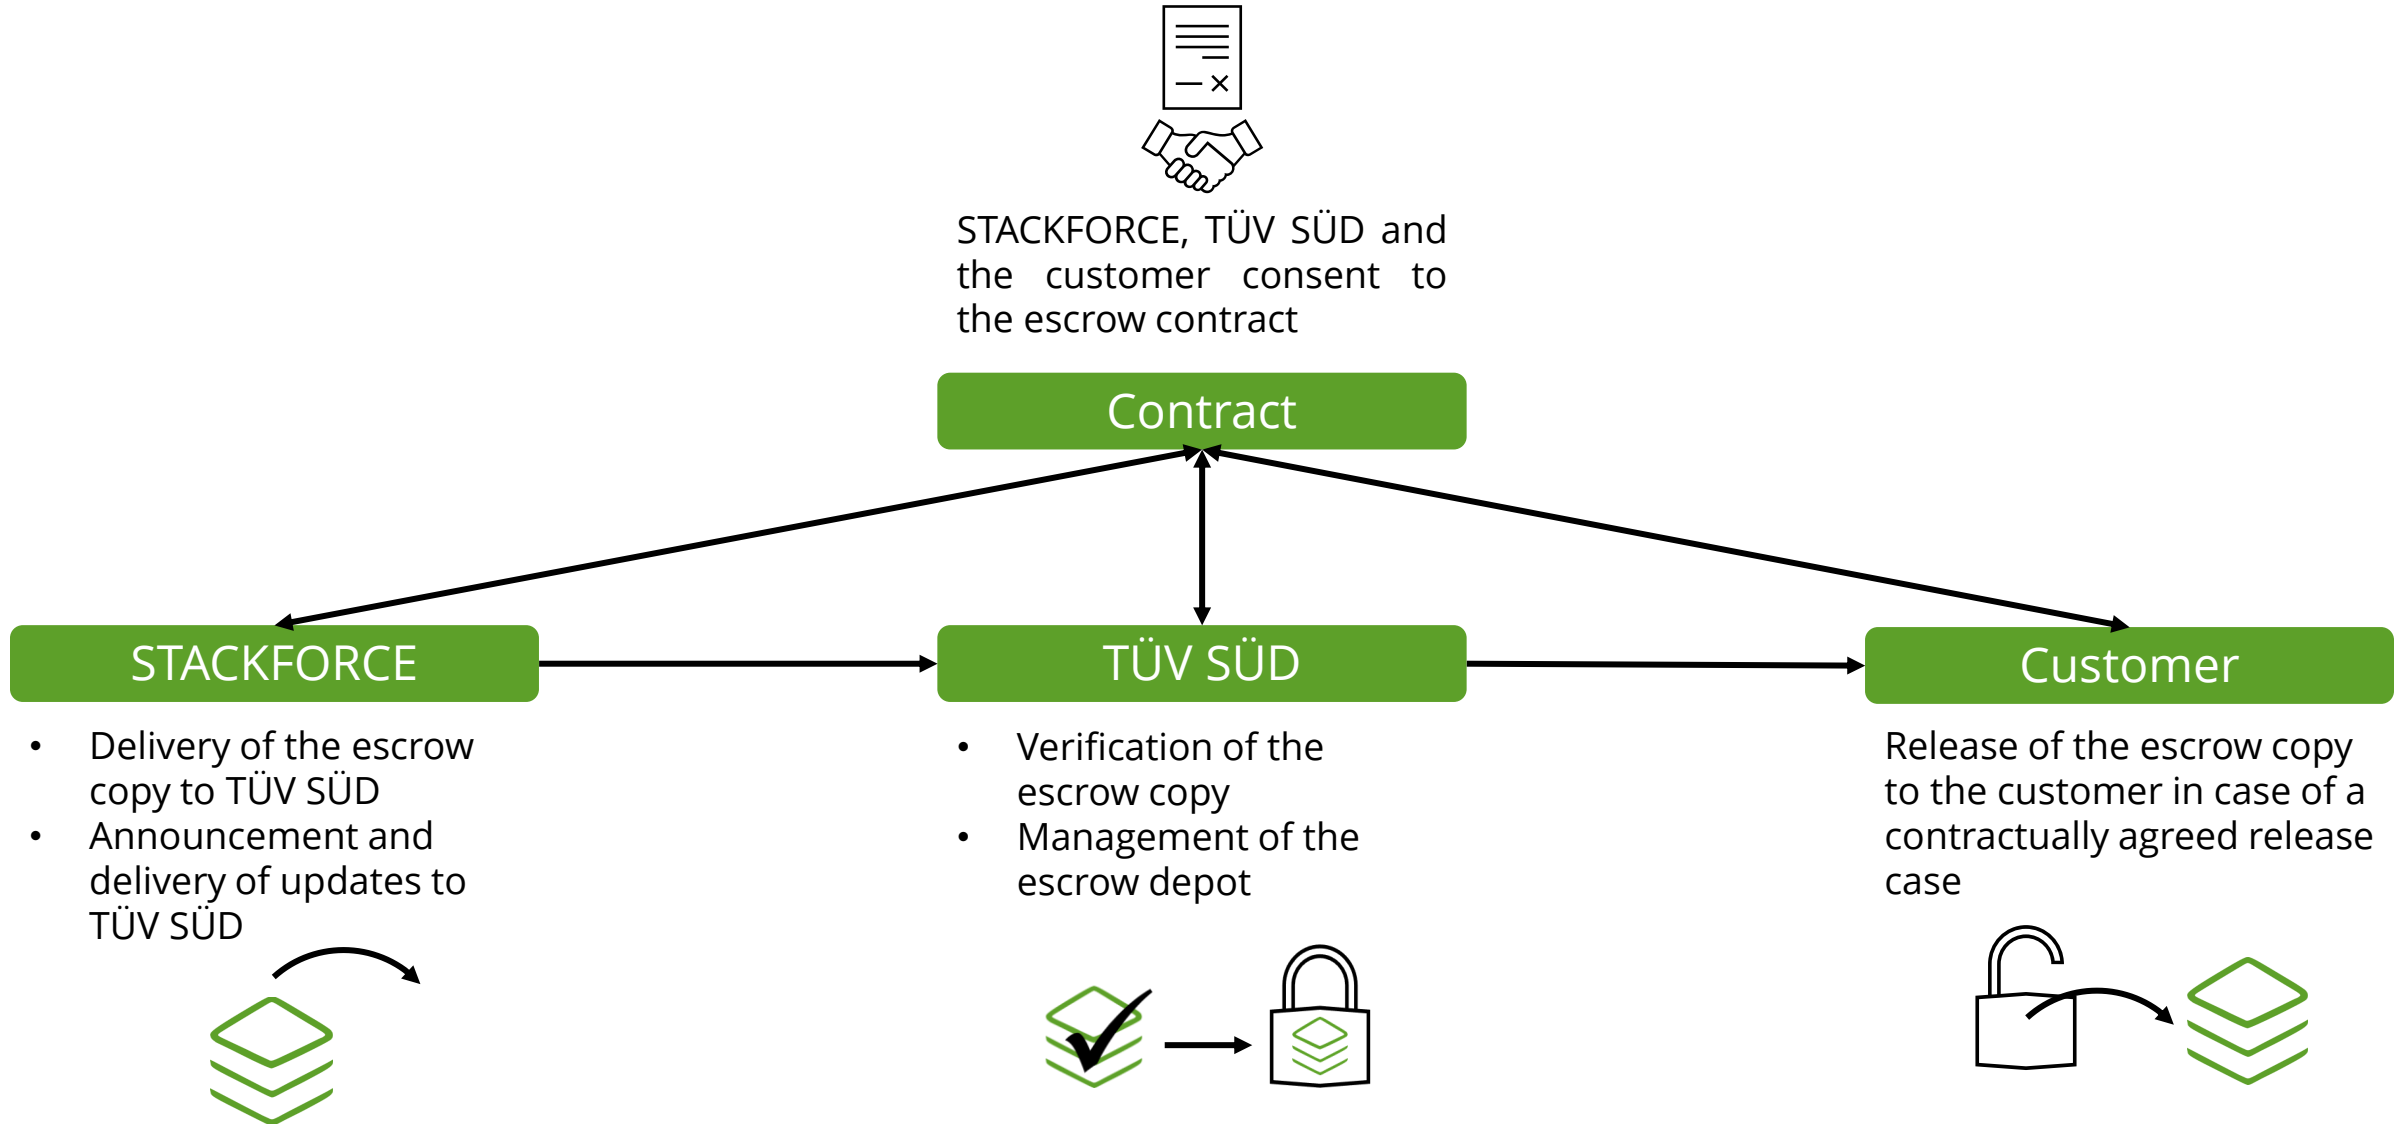 STACKFORCE, TÜV SÜD and
the customer consent to
the escrow contract
Contract
STACKFORCE
TÜV SÜD
Customer
• Delivery of the escrow
copy to TÜV SÜD
• Announcement and
delivery of updates to
TÜV SÜD
• Verification of the
escrow copy
• Management of the
escrow depot
Release of the escrow copy
to the customer in case of a
contractually agreed release
case